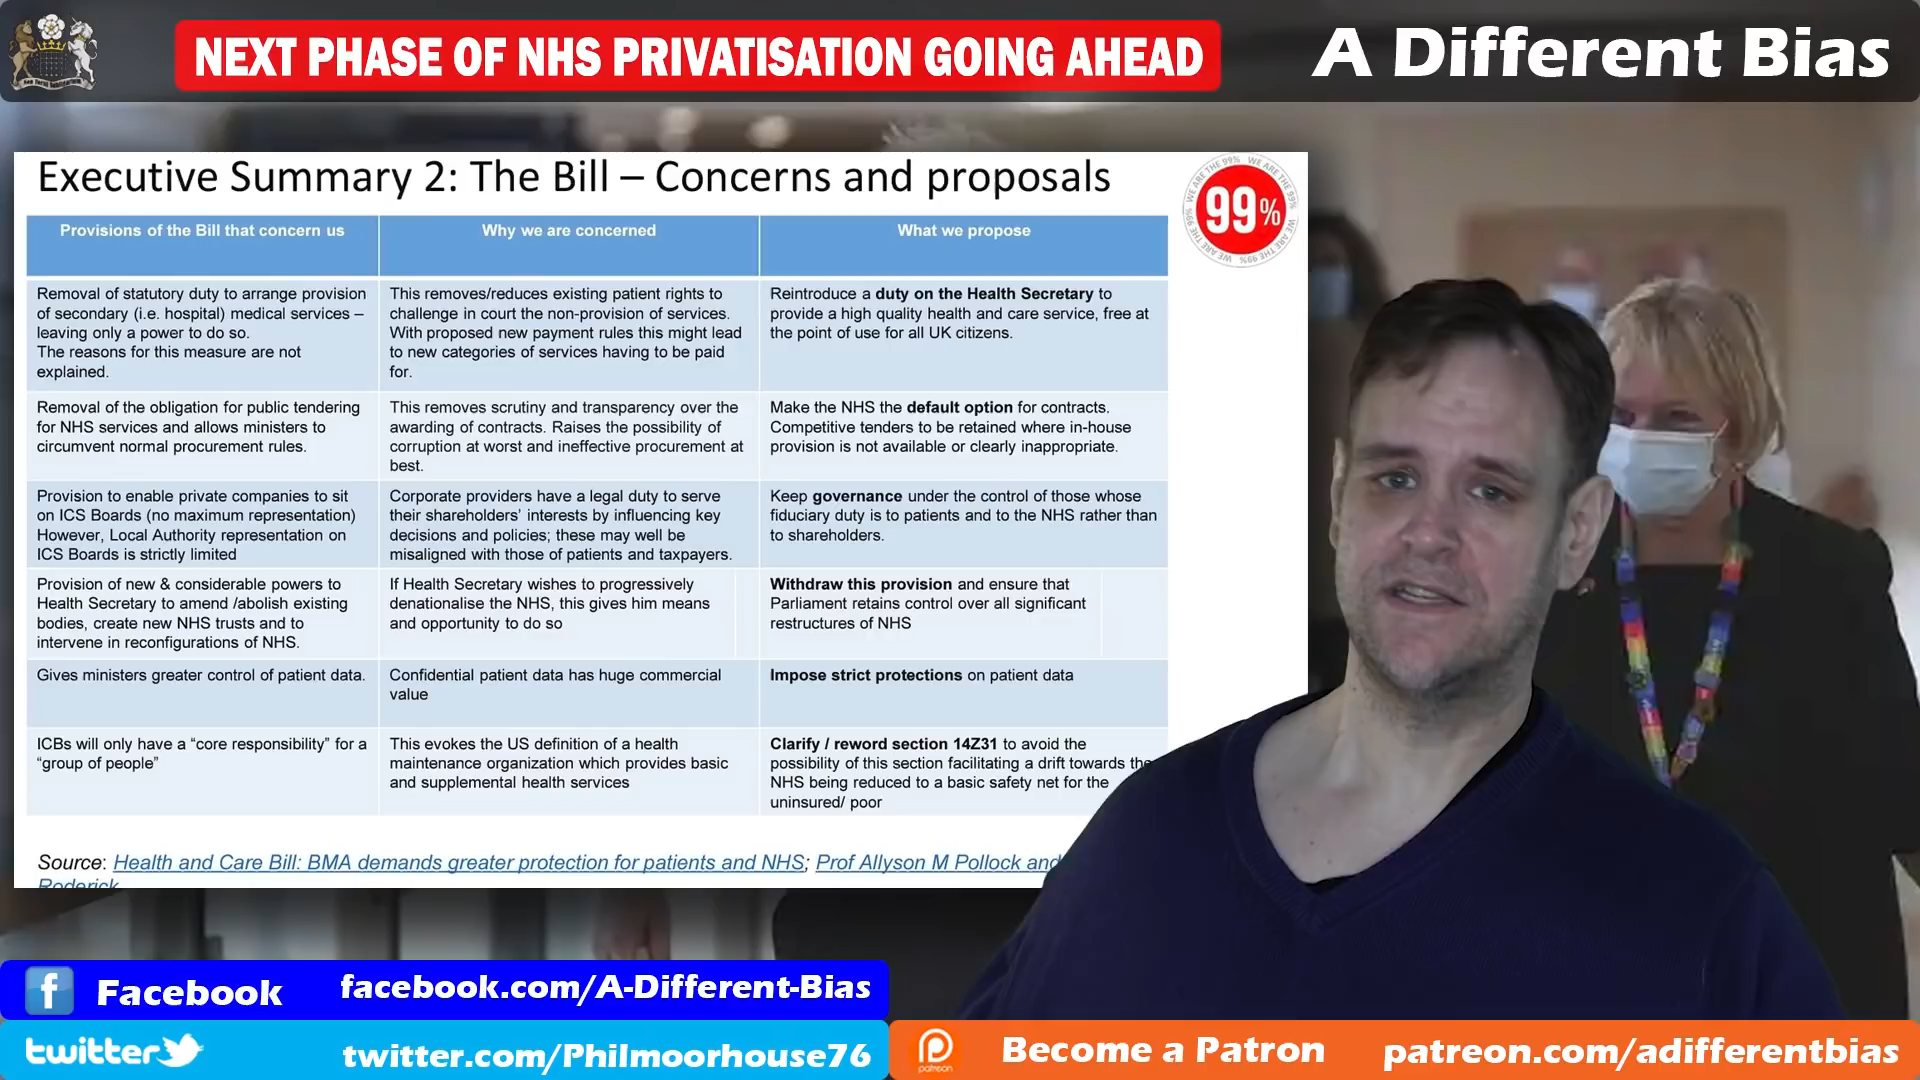 NEXT PHASE OF NHS PRIVATISATION GOING AHEAD
A Different Bias
Executive Summary 2: The Bill – Concerns and proposals
WE ARE THE 99% WE ARE THE 99% WE ARE THE 99%
99%
Provisions of the Bill that concern us
Why we are concerned
What we propose
Removal of statutory duty to arrange provision
of secondary (i.e. hospital) medical services –
leaving only a power to do so.
The reasons for this measure are not
explained.
This removes/reduces existing patient rights to
challenge in court the non-provision of services.
With proposed new payment rules this might lead
to new categories of services having to be paid
for.
Reintroduce a duty on the Health Secretary to
provide a high quality health and care service, free at
the point of use for all UK citizens.
Removal of the obligation for public tendering
for NHS services and allows ministers to
circumvent normal procurement rules.
This removes scrutiny and transparency over the
awarding of contracts. Raises the possibility of
corruption at worst and ineffective procurement at
best.
Make the NHS the default option for contracts.
Competitive tenders to be retained where in-house
provision is not available or clearly inappropriate.
Provision to enable private companies to sit
on ICS Boards (no maximum representation)
However, Local Authority representation on
ICS Boards is strictly limited
Corporate providers have a legal duty to serve
their shareholders’ interests by influencing key
decisions and policies; these may well be
misaligned with those of patients and taxpayers.
Keep governance under the control of those whose
fiduciary duty is to patients and to the NHS rather than
to shareholders.
Provision of new & considerable powers to
Health Secretary to amend /abolish existing
bodies, create new NHS trusts and to
intervene in reconfigurations of NHS.
If Health Secretary wishes to progressively
denationalise the NHS, this gives him means
and opportunity to do so
Withdraw this provision and ensure that
Parliament retains control over all significant
restructures of NHS
Gives ministers greater control of patient data.
Confidential patient data has huge commercial
value
Impose strict protections on patient data
ICBs will only have a “core responsibility” for a
“group of people”
This evokes the US definition of a health
maintenance organization which provides basic
and supplemental health services
Clarify / reword section 14Z31 to avoid the
possibility of this section facilitating a drift towards the
NHS being reduced to a basic safety net for the
uninsured/ poor
Source: Health and Care Bill: BMA demands greater protection for patients and NHS; Prof Allyson M Pollock and
Roderick
f Facebook
facebook.com/A-Different-Bias
twitter
twitter.com/Philmoorhouse76
patreon
Become a Patron
patreon.com/adifferentbias